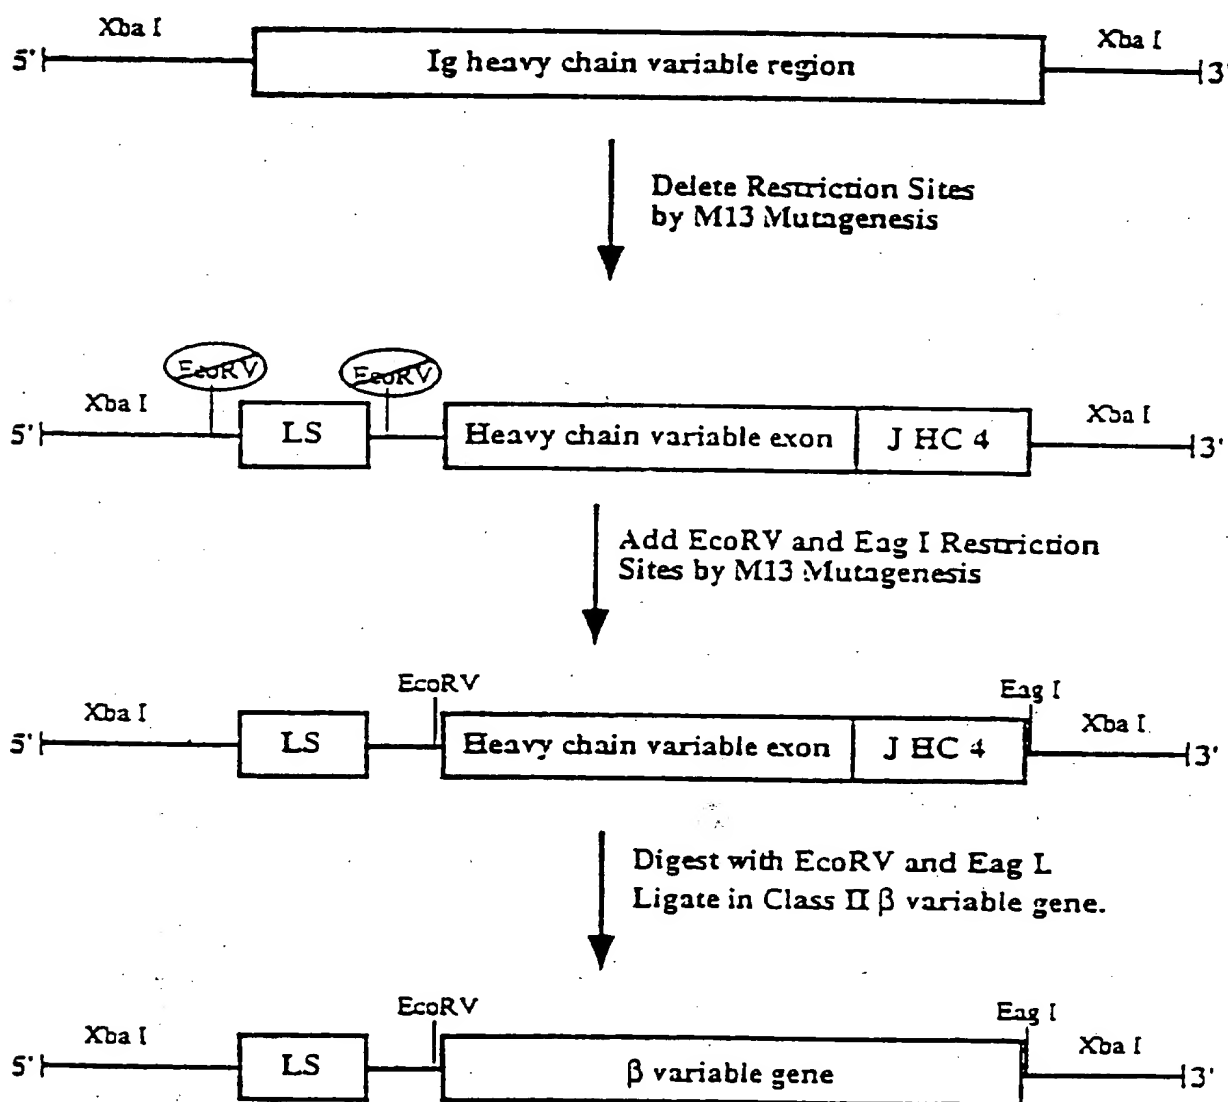 Xba I
Xba I
5' Ig heavy chain variable region 3'
Delete Restriction Sites
by M13 Mutagenesis
EcoRV EcoRV
Xba I Xba I
5' LS Heavy chain variable exon J HC 4 3'
Add EcoRV and Eag I Restriction
Sites by M13 Mutagenesis
EcoRV Eag I
Xba I Xba I
5' LS Heavy chain variable exon J HC 4 3'
Digest with EcoRV and Eag I.
Ligate in Class II β variable gene.
EcoRV Eag I
Xba I Xba I
5' LS β variable gene 3'